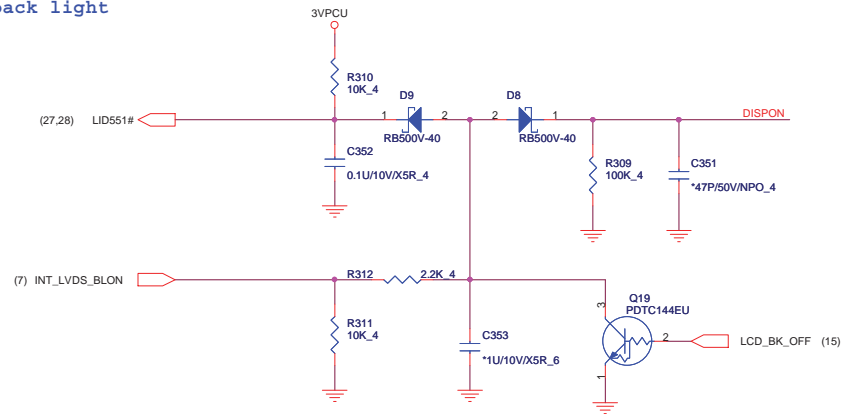 back light
3VPCU
R310
10K_4
D9
D8
(27,28) LID551#
1
2
2
1
DISPON
RB500V-40
RB500V-40
C352
0.1U/10V/X5R_4
R309
100K_4
C351
*47P/50V/NPO_4
(7) INT_LVDS_BLON
R312
2.2K_4
R311
10K_4
C353
*1U/10V/X5R_6
3
Q19
PDTC144EU
2
LCD_BK_OFF (15)
1